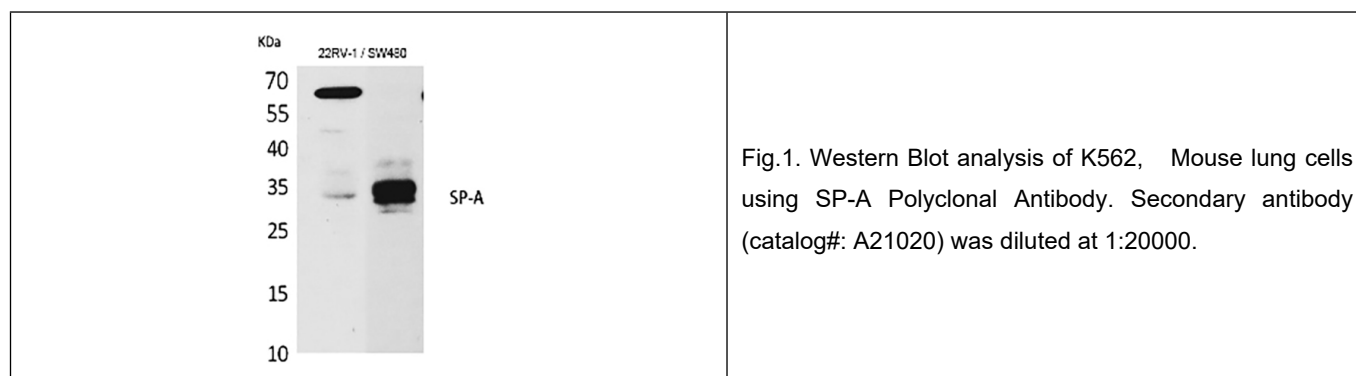 KDa
22RV-1 / SW480
70
55
40
35
SP-A
25
15
10
Fig.1. Western Blot analysis of K562, Mouse lung cells
using SP-A Polyclonal Antibody. Secondary antibody
(catalog#: A21020) was diluted at 1:20000.